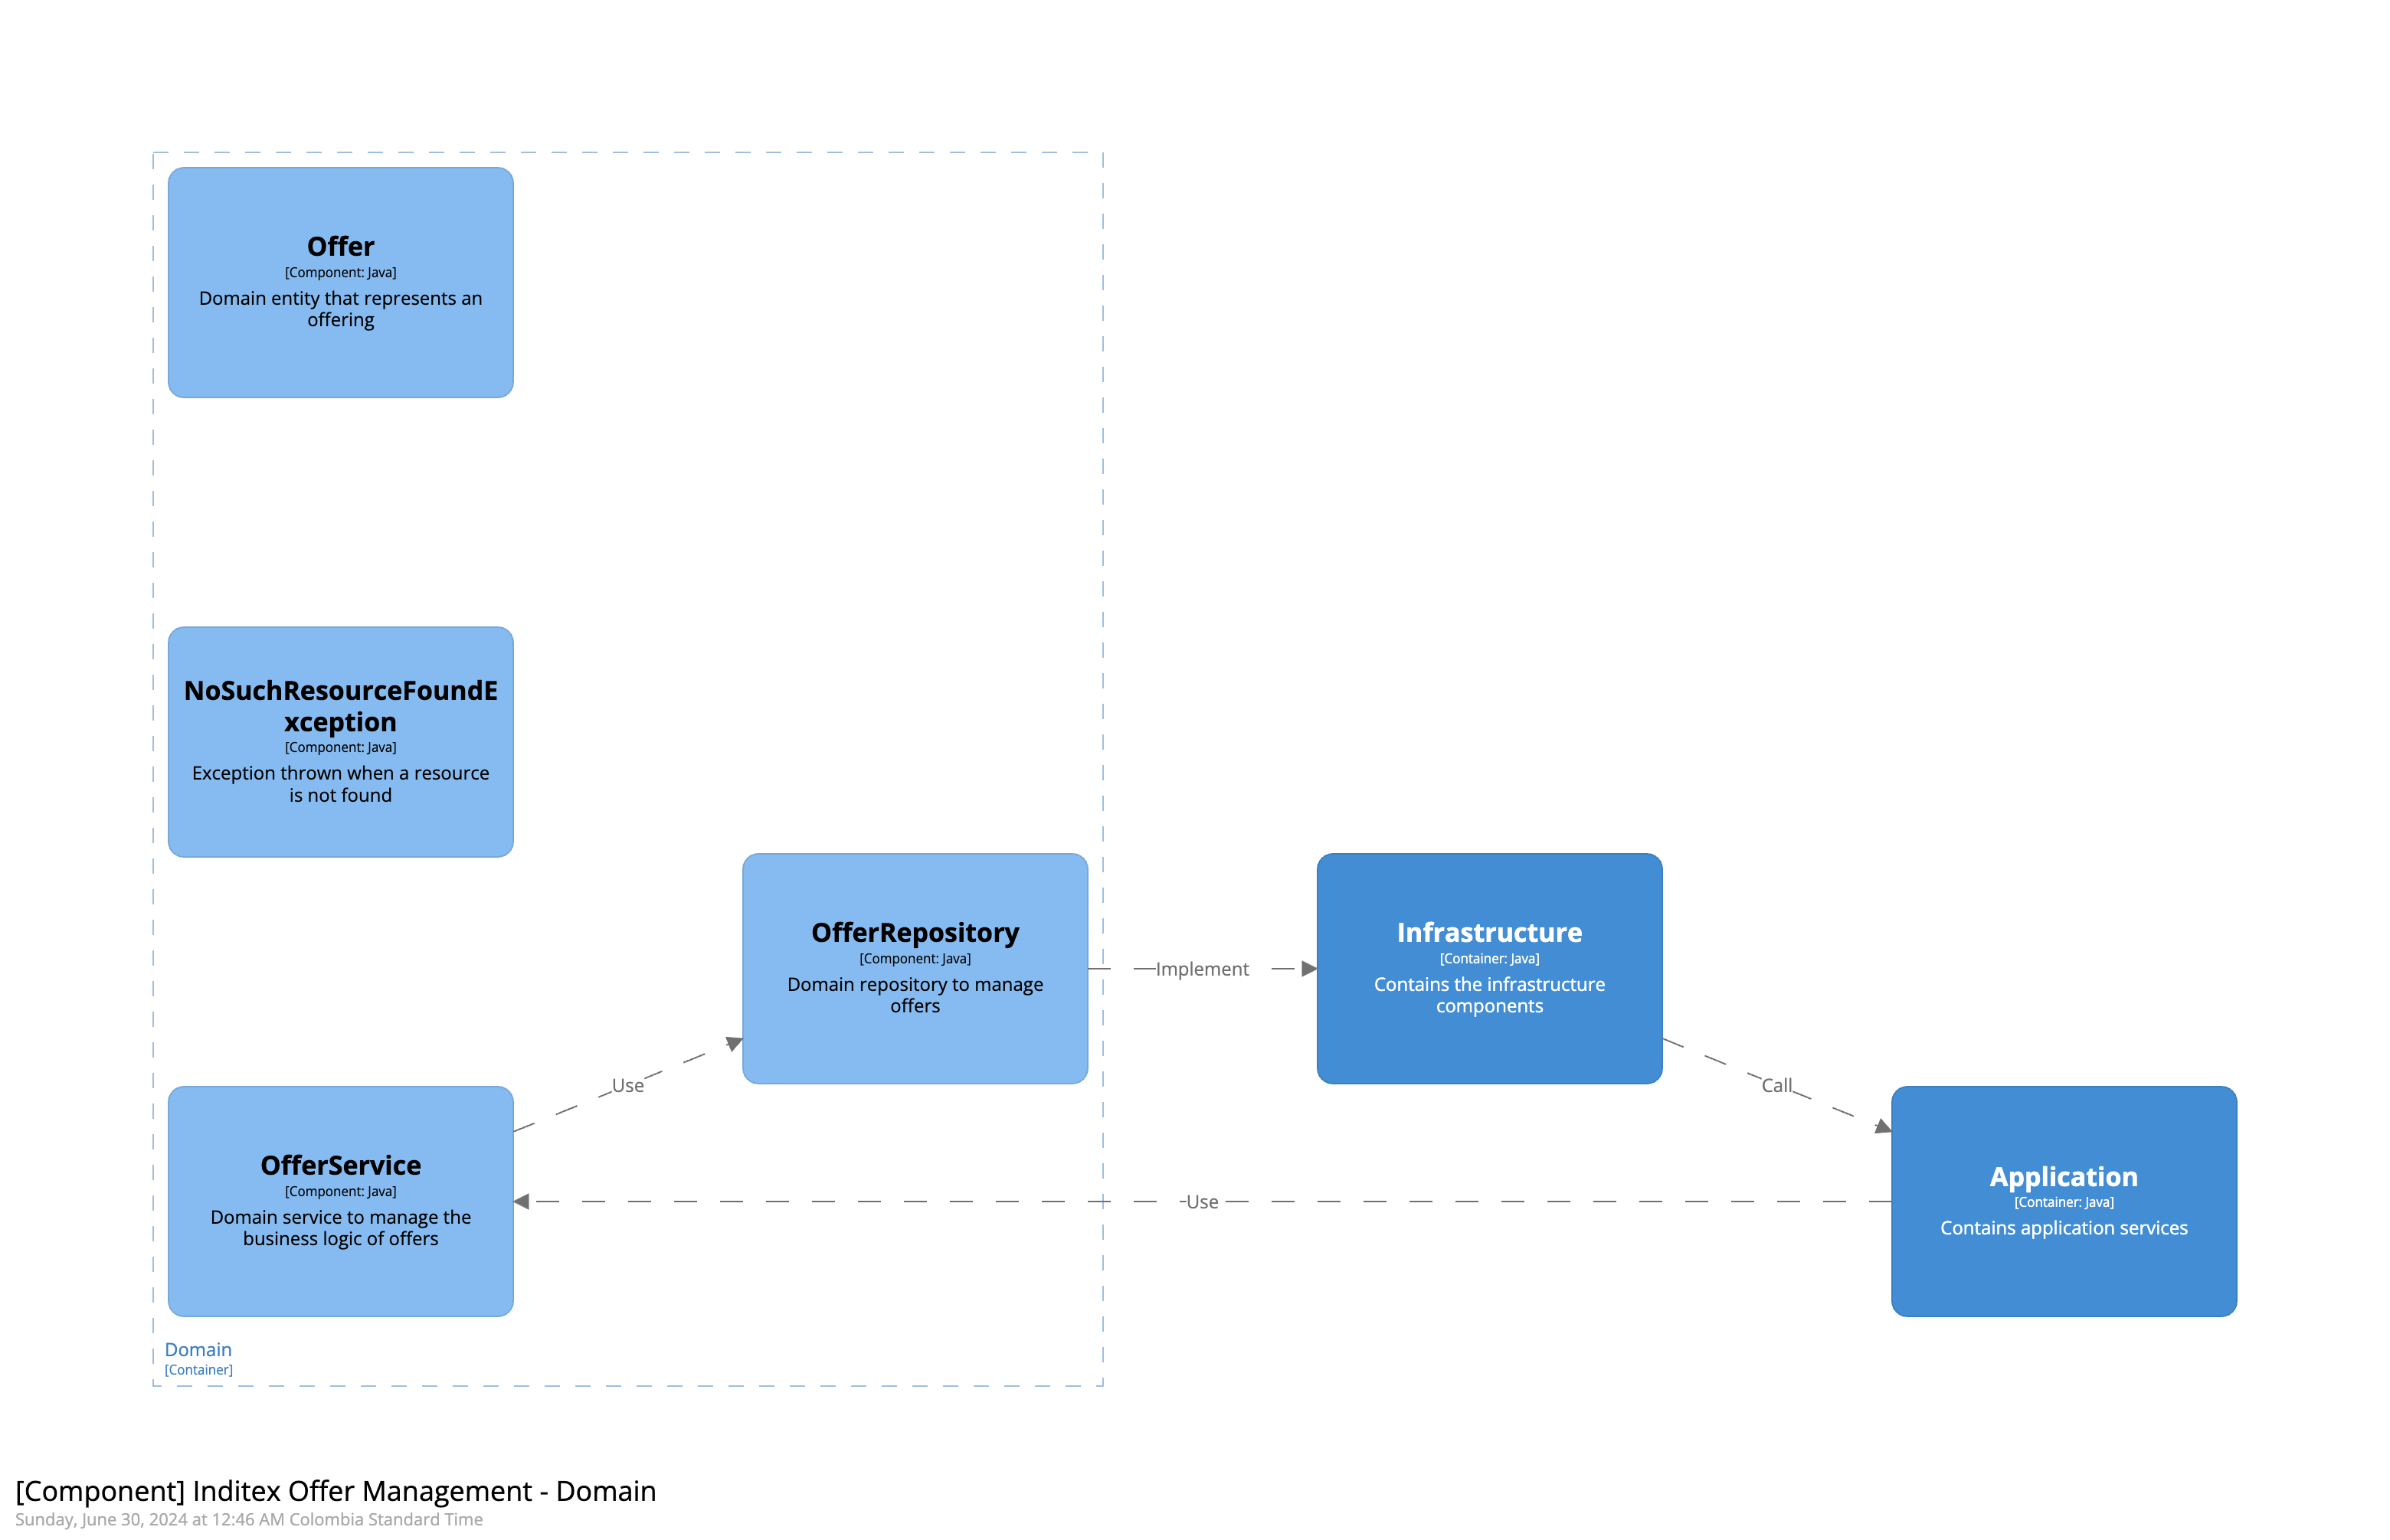 Offer
[Component: Java]
Domain entity that represents an
offering
NoSuchResourceFoundE
xception
[Component: Java]
Exception thrown when a resource
is not found
OfferRepository
[Component: Java]
Domain repository to manage
offers
Implement
Infrastructure
[Container: Java]
Contains the infrastructure
components
Use
Call
OfferService
[Component: Java]
Domain service to manage the
business logic of offers
Use
Application
[Container: Java]
Contains application services
Domain
[Container]
[Component] Inditex Offer Management - Domain
Sunday, June 30, 2024 at 12:46 AM Colombia Standard Time